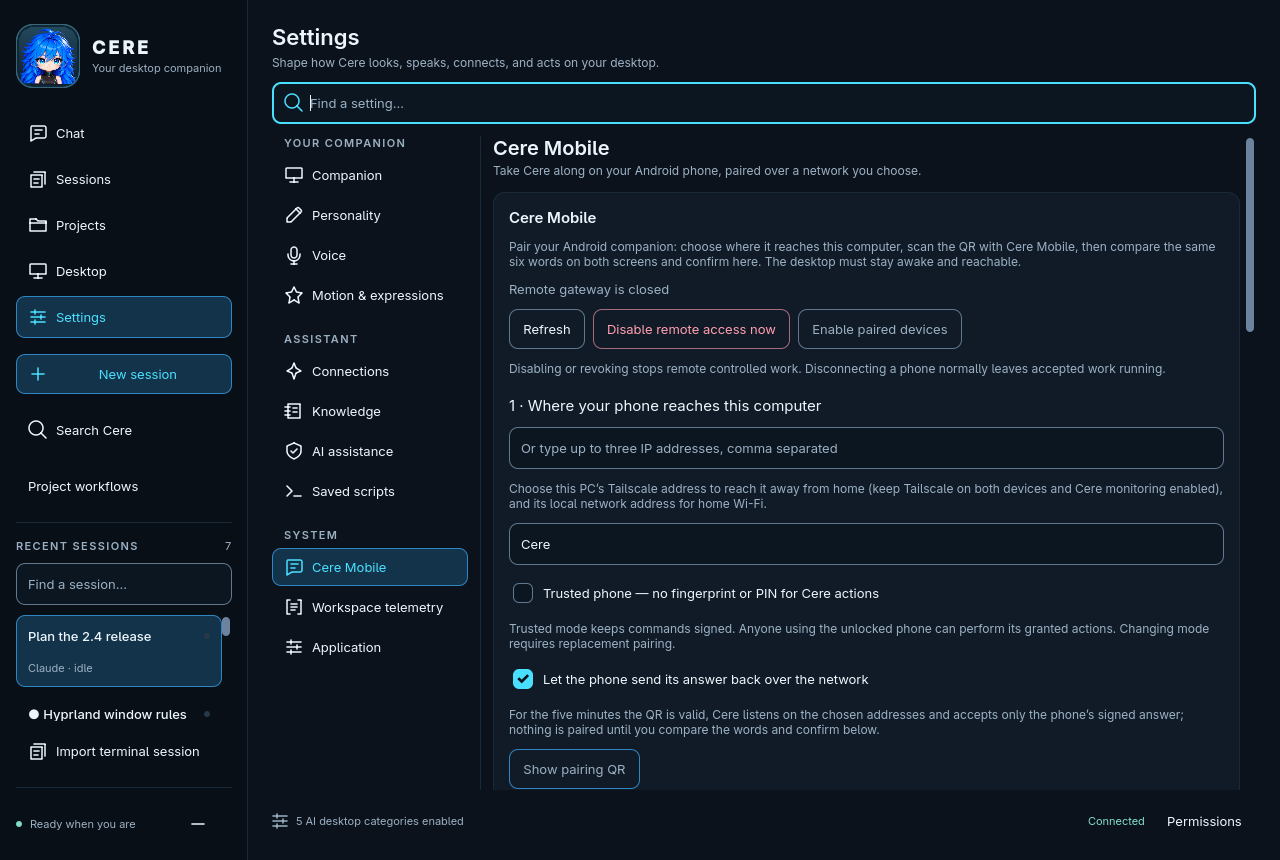 CERE
Your desktop companion
Chat
Sessions
Projects
Desktop
Settings
New session
Search Cere
Project workflows
RECENT SESSIONS 7
Find a session...
Plan the 2.4 release
Claude · idle
Hyprland window rules
Import terminal session
Ready when you are
Settings
Shape how Cere looks, speaks, connects, and acts on your desktop.
Find a setting...
YOUR COMPANION
Companion
Personality
Voice
Motion & expressions
ASSISTANT
Connections
Knowledge
AI assistance
Saved scripts
SYSTEM
Cere Mobile
Workspace telemetry
Application
Cere Mobile
Take Cere along on your Android phone, paired over a network you choose.
Cere Mobile
Pair your Android companion: choose where it reaches this computer, scan the QR with Cere Mobile, then compare the same
six words on both screens and confirm here. The desktop must stay awake and reachable.
Remote gateway is closed
Refresh
Disable remote access now
Enable paired devices
Disabling or revoking stops remote controlled work. Disconnecting a phone normally leaves accepted work running.
1 · Where your phone reaches this computer
Or type up to three IP addresses, comma separated
Choose this PC’s Tailscale address to reach it away from home (keep Tailscale on both devices and Cere monitoring enabled),
and its local network address for home Wi-Fi.
Cere
Trusted phone — no fingerprint or PIN for Cere actions
Trusted mode keeps commands signed. Anyone using the unlocked phone can perform its granted actions. Changing mode
requires replacement pairing.
Let the phone send its answer back over the network
For the five minutes the QR is valid, Cere listens on the chosen addresses and accepts only the phone’s signed answer;
nothing is paired until you compare the words and confirm below.
Show pairing QR
5 AI desktop categories enabled
Connected
Permissions